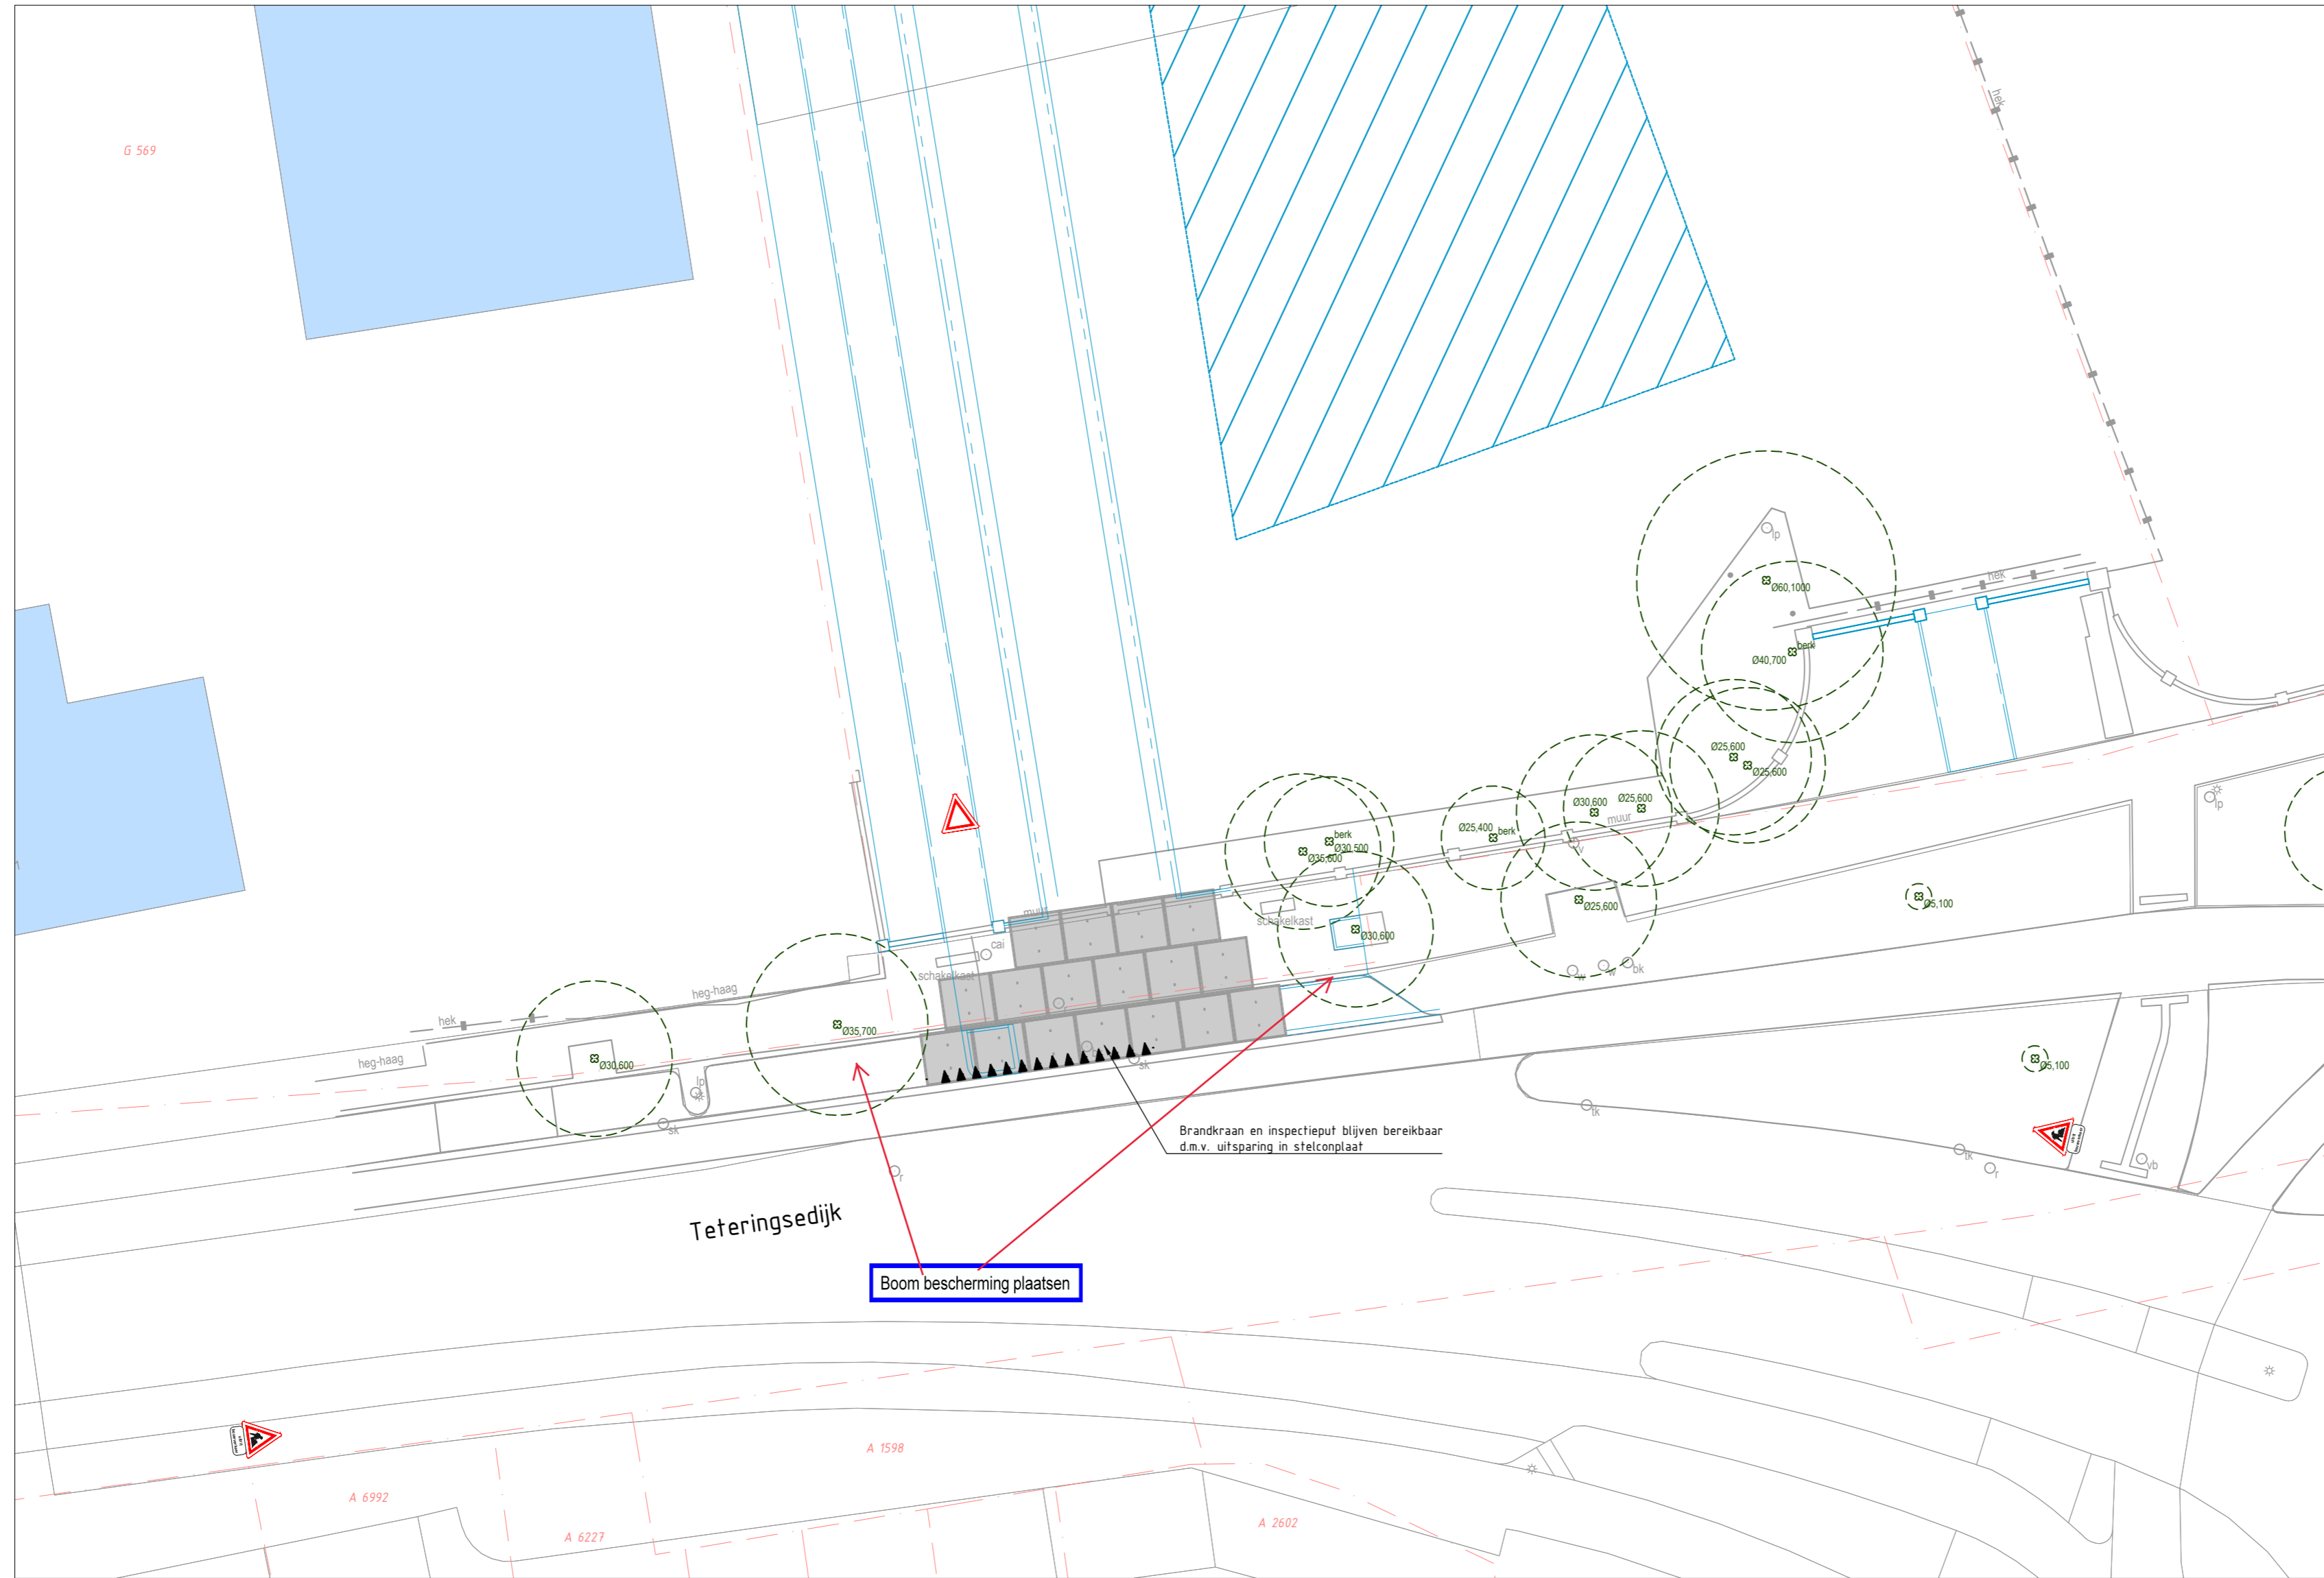 hek
G 569
lp
hek
Ø60,1000
berk
Ø40,700
Ø25,600
Ø25,600
lp
Ø30,600
Ø25,600
muur
berk
Ø30,500
Ø35,600
Ø25,400
berk
v
Ø25,600
Ø5,100
muur
schakelkast
Ø30,600
cai
schakelkast
w
w
bk
heg-haag
hek
Ø35,700
heg-haag
Ø30,600
lp
sk
sk
Ø5,100
tk
tk
r
vb
r
Brandkraan en inspectieput blijven bereikbaar
d.m.v. uitsparing in stelconplaat
Teteringsedijk
Boom bescherming plaatsen
A 1598
A 6992
A 6227
A 2602